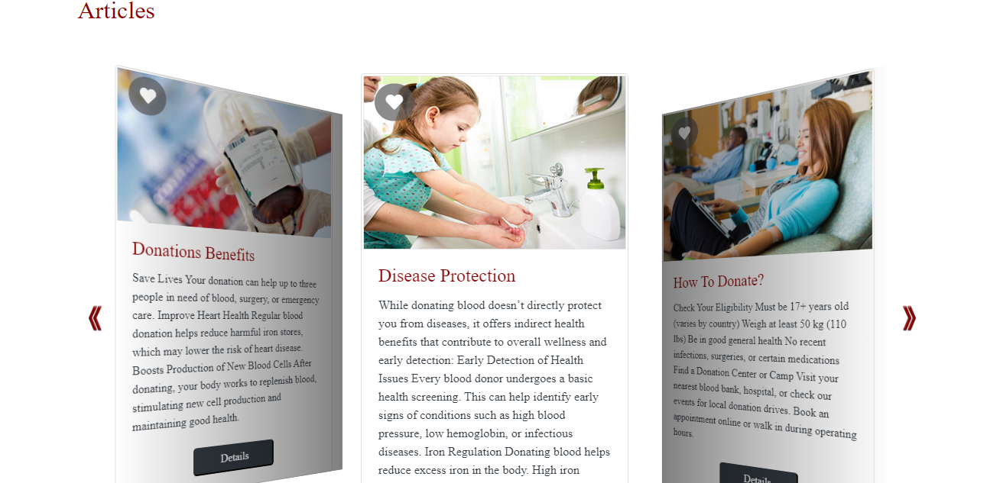 Articles
Donations Benefits
Save Lives Your donation can help up to three
people in need of blood, surgery, or emergency
care. Improve Heart Health Regular blood
donation helps reduce harmful iron stores,
which may lower the risk of heart disease.
Boosts Production of New Blood Cells After
donating, your body works to replenish blood,
stimulating new cell production and
maintaining good health.
Details
Disease Protection
While donating blood doesn’t directly protect
you from diseases, it offers indirect health
benefits that contribute to overall wellness and
early detection: Early Detection of Health
Issues Every blood donor undergoes a basic
health screening. This can help identify early
signs of conditions such as high blood
pressure, low hemoglobin, or infectious
diseases. Iron Regulation Donating blood helps
reduce excess iron in the body. High iron
How To Donate?
Check Your Eligibility Must be 17+ years old
(varies by country) Weigh at least 50 kg (110
lbs) Be in good general health No recent
infections, surgeries, or certain medications
Find a Donation Center or Camp Visit your
nearest blood bank, hospital, or check our
events for local donation drives. Book an
appointment online or walk in during operating
hours.
Details